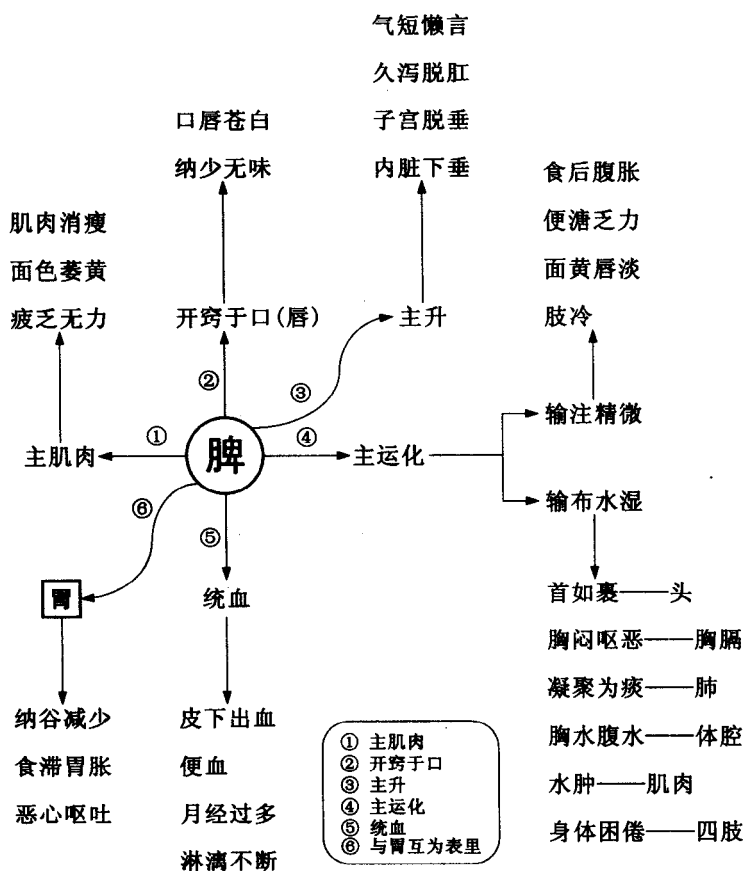 气短懒言
久泻脱肛
子宫脱垂
内脏下垂
口唇苍白
纳少无味
食后腹胀
便溏乏力
面黄唇淡
肢冷
肌肉消瘦
面色萎黄
疲乏无力
开窍于口(唇)
主升
②
③
①
④
脾
主肌肉
主运化
输注精微
输布水湿
⑥
⑤
胃
统血
首如裹——头
胸闷呕恶——胸膈
凝聚为痰——肺
胸水腹水——体腔
水肿——肌肉
身体困倦——四肢
纳谷减少
食滞胃胀
恶心呕吐
皮下出血
便血
月经过多
淋漓不断
① 主肌肉
② 开窍于口
③ 主升
④ 主运化
⑤ 统血
⑥ 与胃互为表里